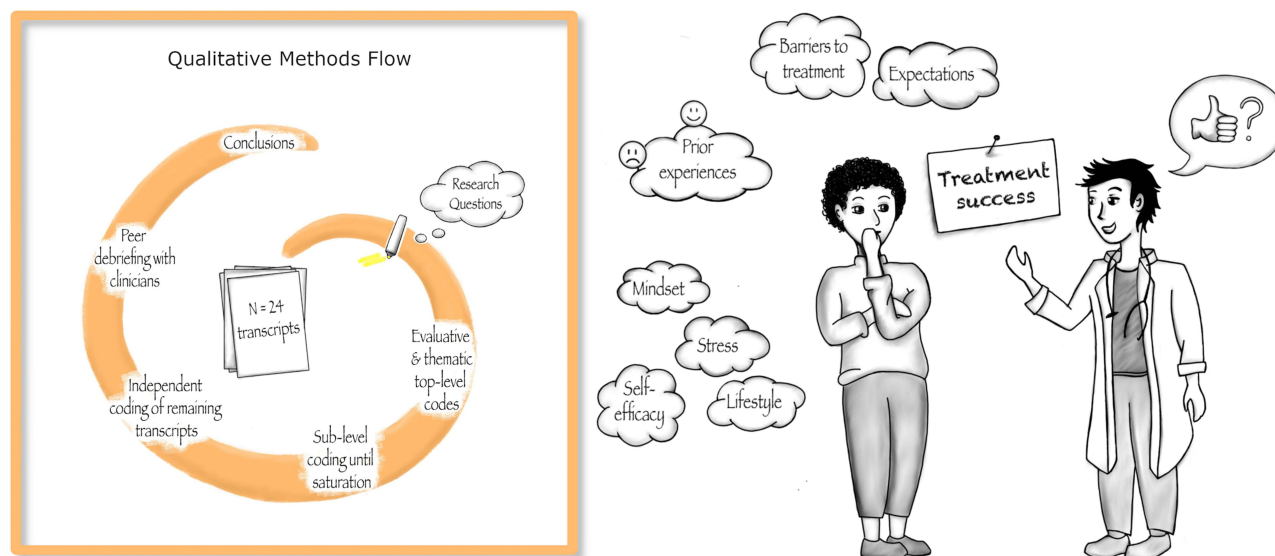 Qualitative Methods Flow
Conclusions
Research
Questions
Peer
debriefing with
clinicians
N = 24
transcripts
Evaluative
& thematic
top-level
codes
Independent
coding of remaining
transcripts
Sub-level
coding until
saturation
Barriers to
treatment
Expectations
Prior
experiences
Treatment
success
?
Mindset
Stress
Self-
efficacy
Lifestyle